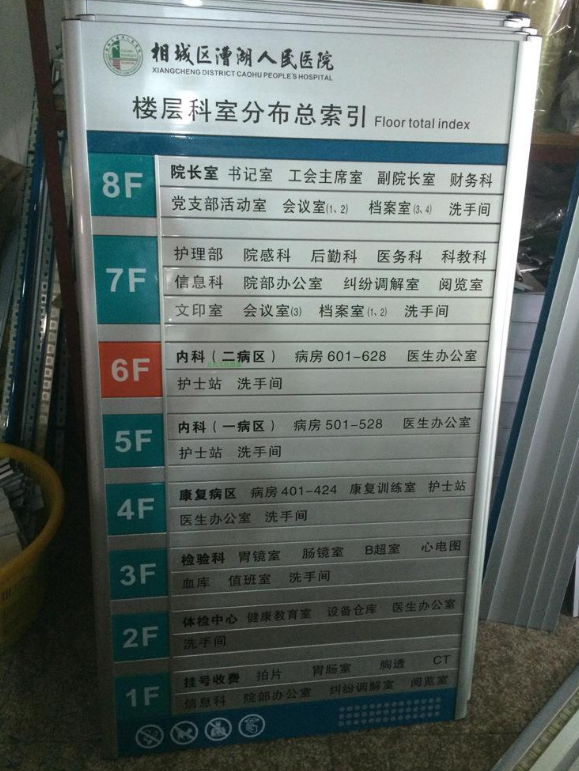 相城区漕湖人民医院
XIANGCHENG DISTRICT CAOHU PEOPLE'S HOSPITAL
楼层科室分布总索引 Floor total index
8F
院长室 书记室 工会主席室 副院长室 财务科
党支部活动室 会议室(1、2) 档案室(3、4) 洗手间
7F
护理部 院感科 后勤科 医务科 科教科
信息科 院部办公室 纠纷调解室 阅览室
文印室 会议室(3) 档案室(1、2) 洗手间
6F
内科(二病区) 病房601-628 医生办公室
护士站 洗手间
5F
内科(一病区) 病房501-528 医生办公室
护士站 洗手间
4F
康复病区 病房401-424 康复训练室 护士站
医生办公室 洗手间
3F
检验科 胃镜室 肠镜室 B超室 心电图
血库 值班室 洗手间
2F
体检中心 健康教育室 设备仓库 医生办公室
洗手间
1F
挂号收费 拍片 胃肠室 胸透 CT
信息科 院部办公室 纠纷调解室 阅览室